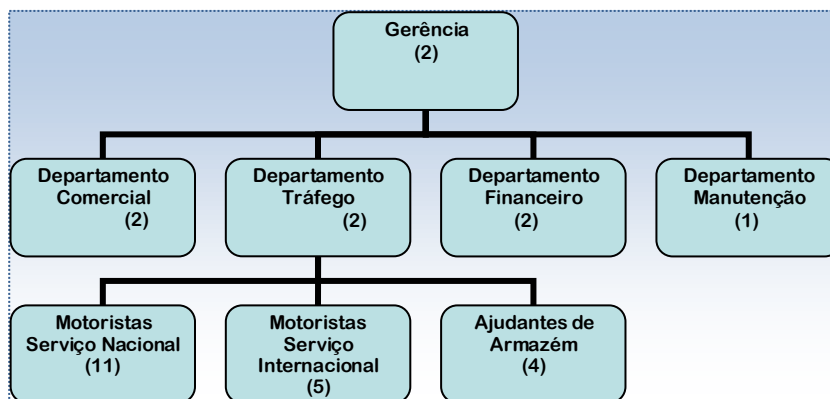 Gerência
(2)
Departamento
Comercial
(2)
Departamento
Tráfego
(2)
Departamento
Financeiro
(2)
Departamento
Manutenção
(1)
Motoristas
Serviço Nacional
(11)
Motoristas
Serviço
Internacional
(5)
Ajudantes de
Armazém
(4)